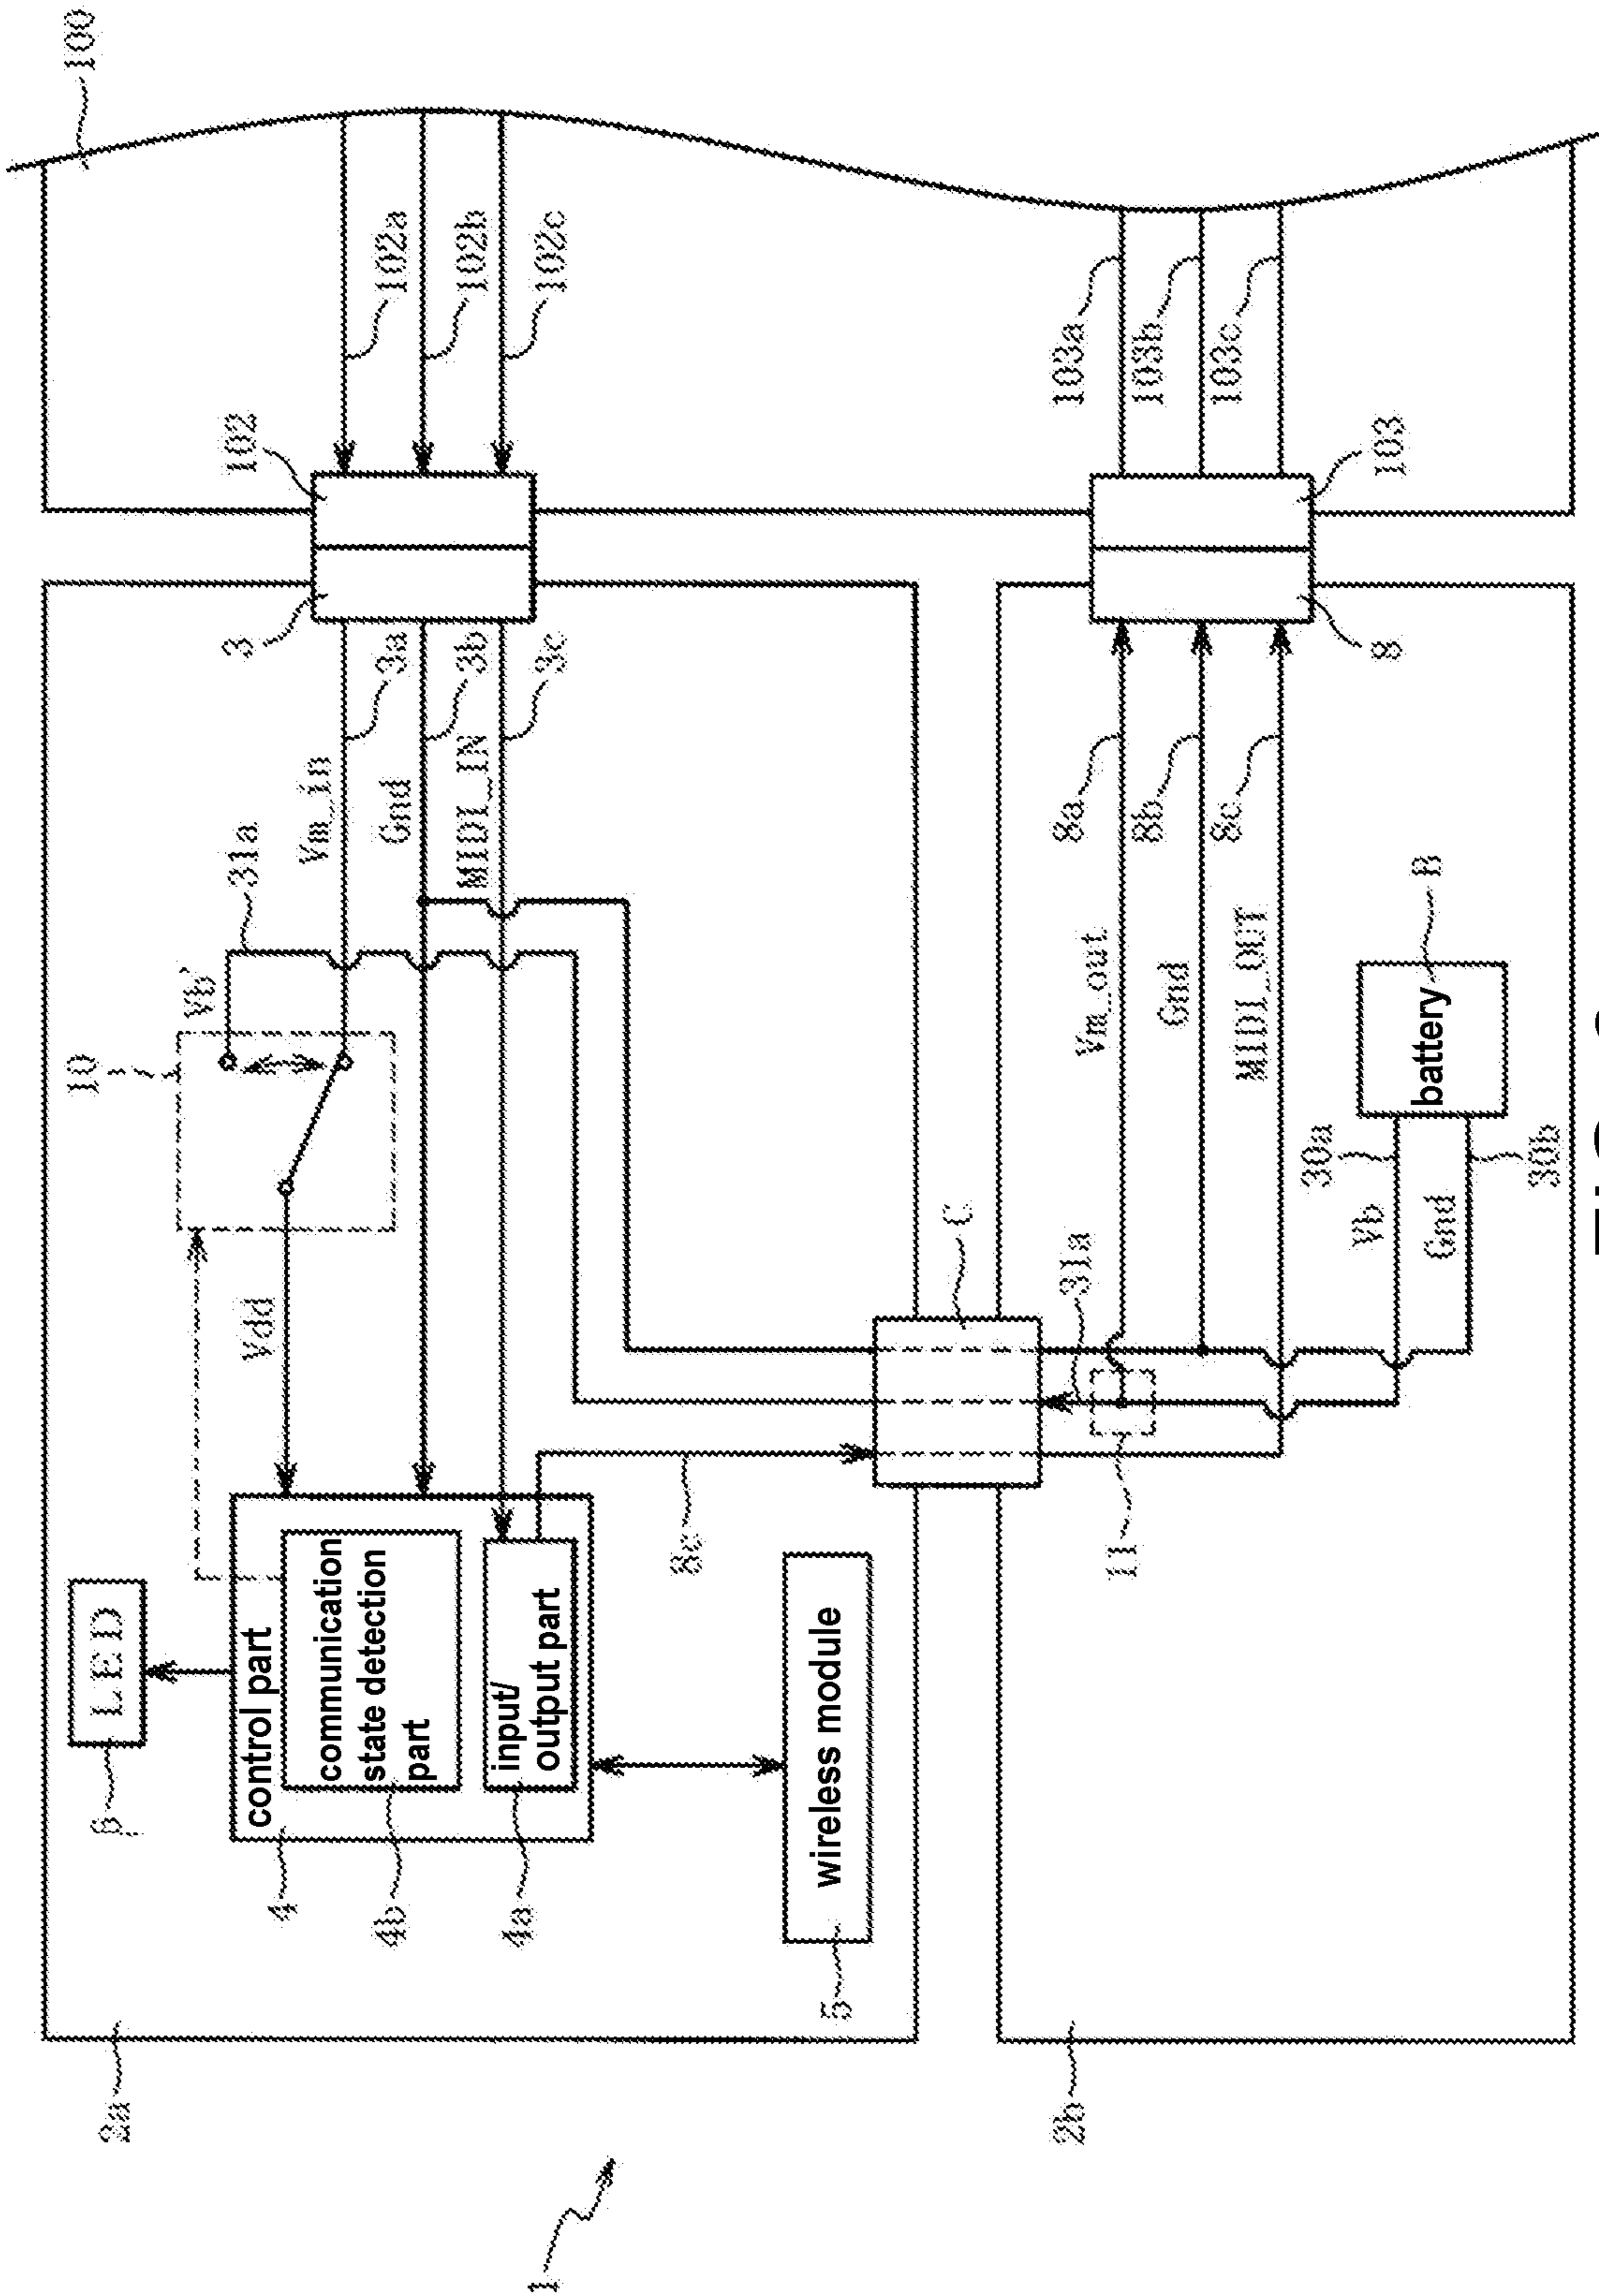 100
102
102a
102b
102c
3
3a
3b
3c
Vm_in
Gnd
MIDI_IN
31a
Vb'
10
Vdd
LED
6
control part
communication
state detection
part
input/
output part
4
4b
4a
wireless module
5
8c
2a
1
C
103a
103b
103c
103
8
8a
8b
8c
Vm_out
Gnd
MIDI_OUT
B
battery
30a
30b
Vb
Gnd
31a
11
2b